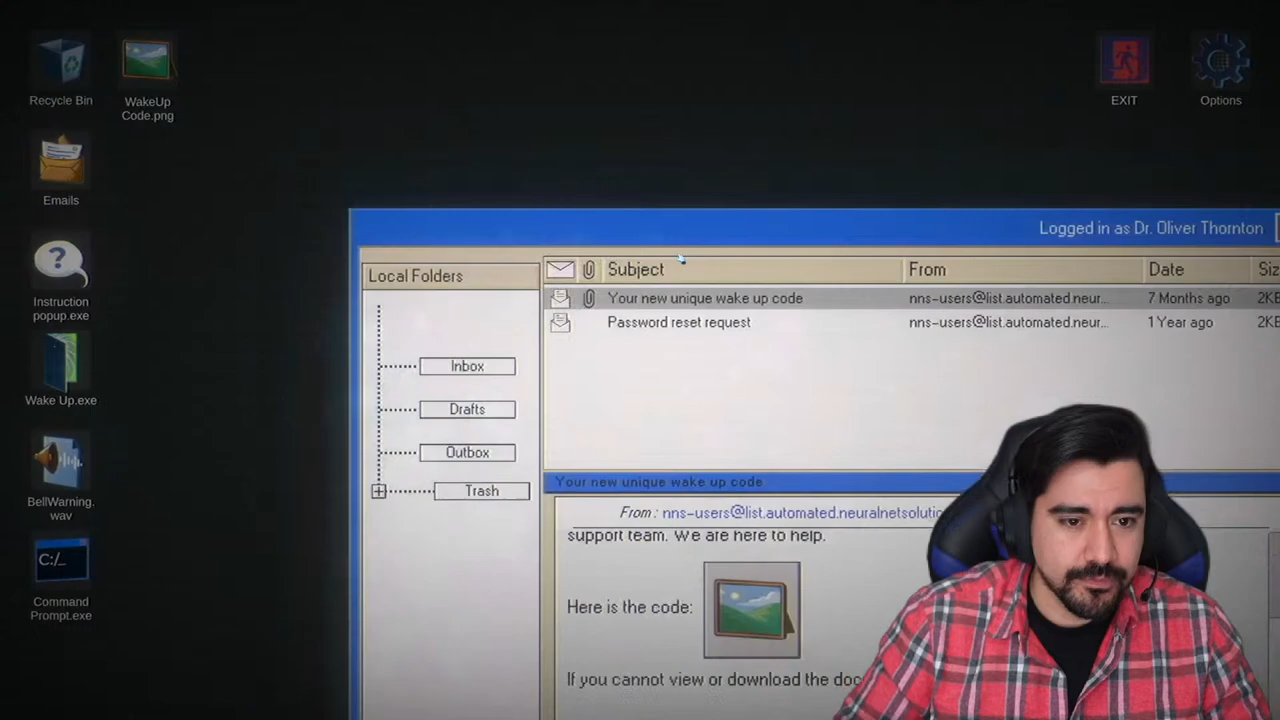 Recycle Bin
WakeUp
Code.png
EXIT
Options
Emails
Instruction
popup.exe
Wake Up.exe
BellWarning.
wav
C:/_
Command
Prompt.exe
Logged in as Dr. Oliver Thornton
Local Folders
Inbox
Drafts
Outbox
Trash
Subject From Date
Your new unique wake up code nns-users@list.automated.neur... 7 Months ago 2KB
Password reset request nns-users@list.automated.neur... 1 Year ago 2KB
Your new unique wake up code
From: nns-users@list.automated.neuralnetsolutio
support team. We are here to help.
Here is the code:
If you cannot view or download the doc